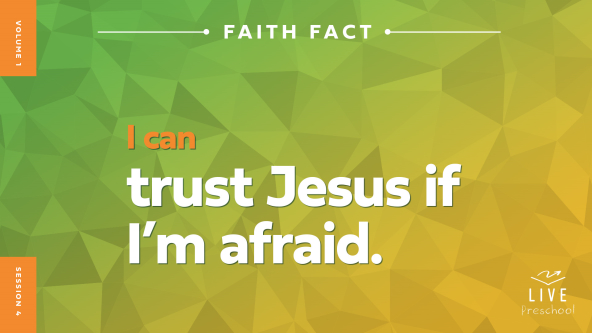 VOLUME 1
FAITH FACT
I can
trust Jesus if
I'm afraid.
SESSION 4
LIVE
Preschool